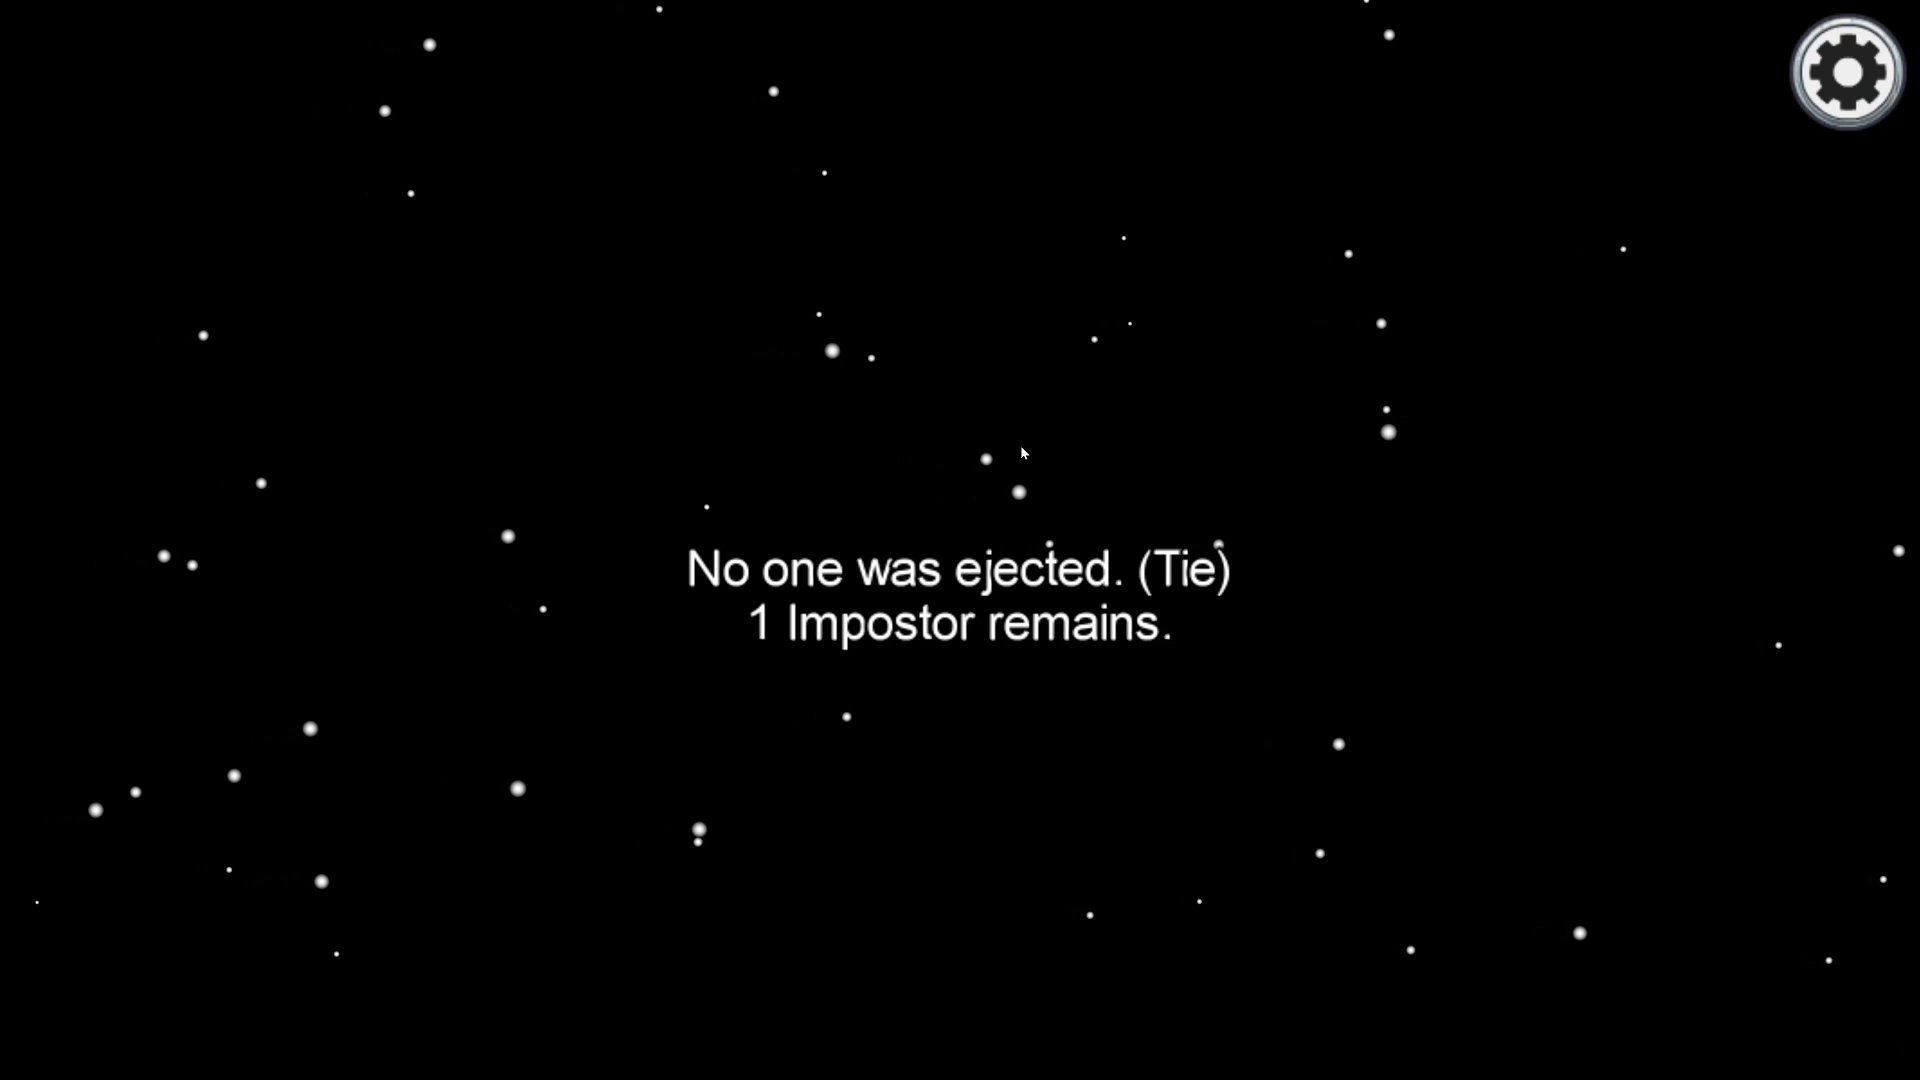 No one was ejected. (Tie)
1 Impostor remains.